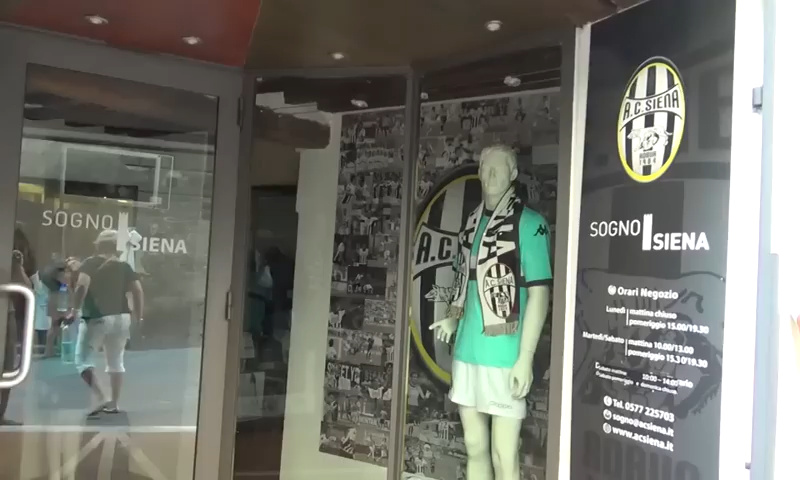 SOGNO SIENA
A.C.
A.C. SIENA
A.C. SIENA
SOGNO SIENA
Orari Negozio
Lunedì mattina chiuso
pomeriggio 15.00/19.30
Martedì/Sabato mattina 10.00/13.00
pomeriggio 15.30/19.30
Tel. 0577 225703
sogno@acsiena.it
www.acsiena.it